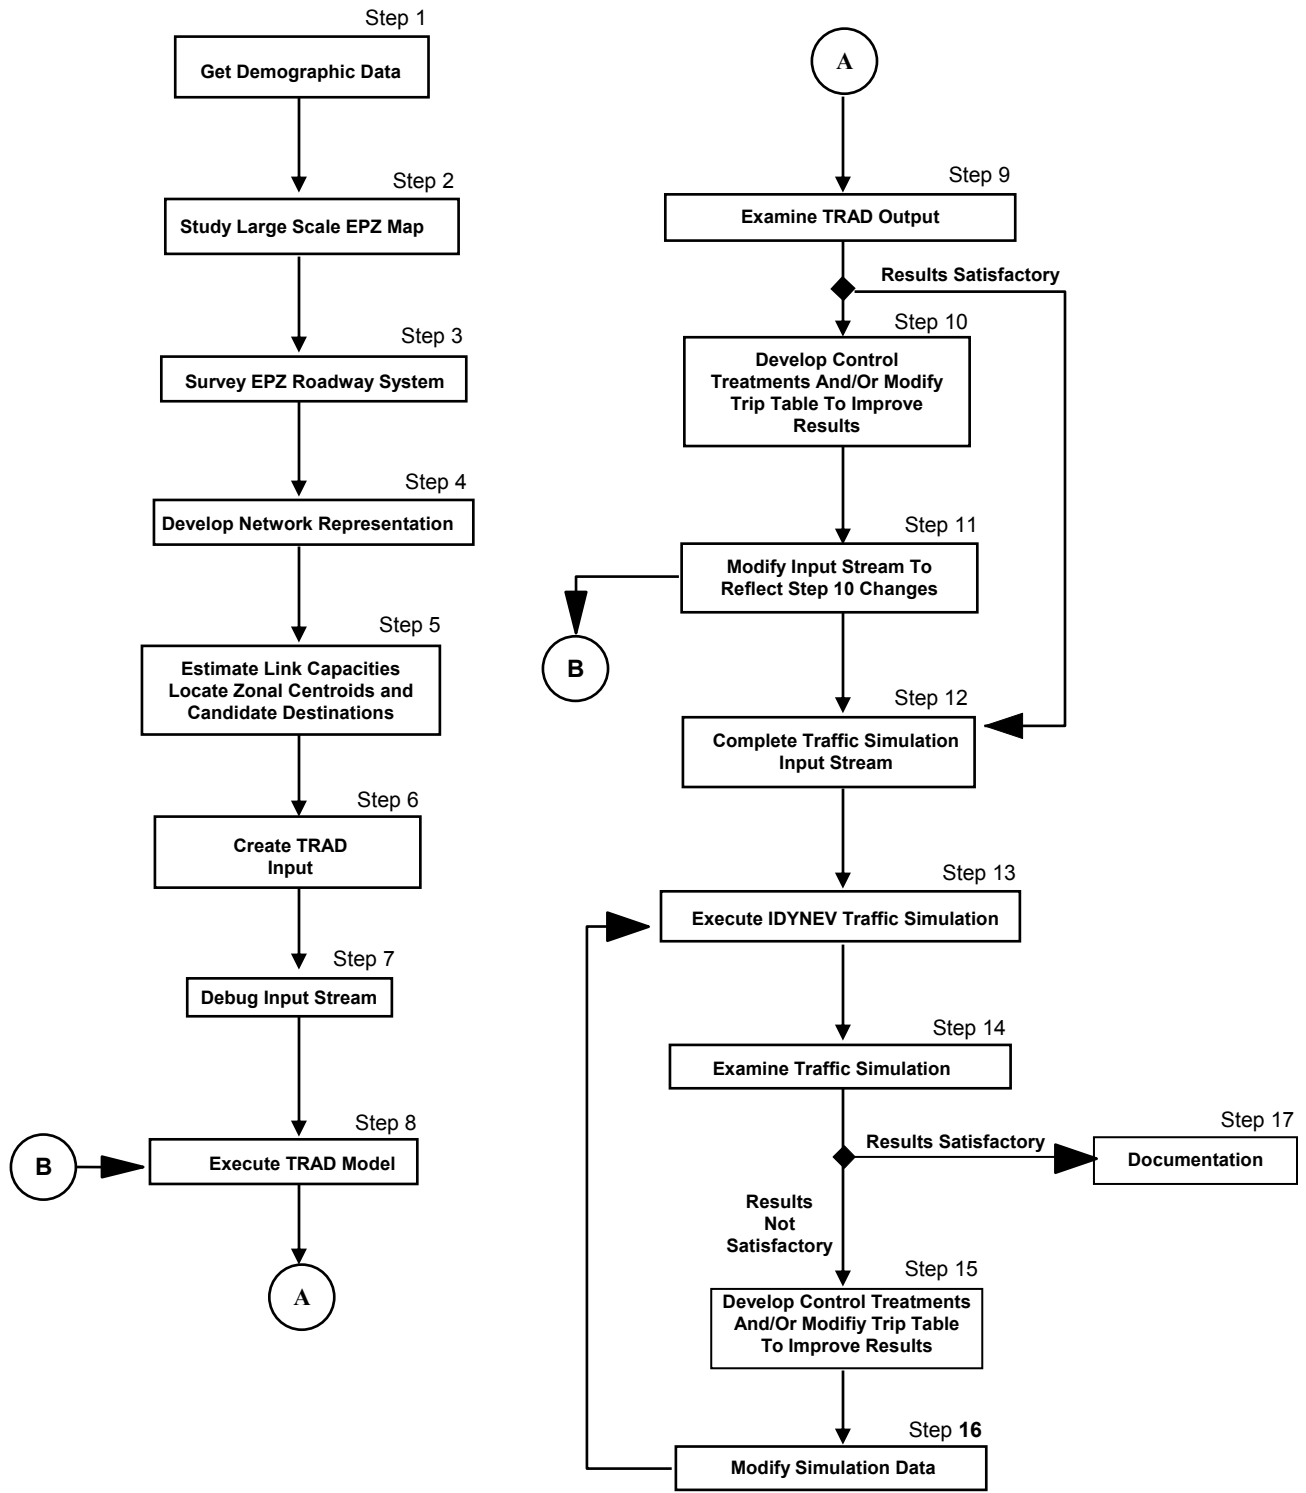 Step 1
Get Demographic Data
Step 2
Study Large Scale EPZ Map
Step 3
Survey EPZ Roadway System
Step 4
Develop Network Representation
Step 5
Estimate Link Capacities
Locate Zonal Centroids and
Candidate Destinations
Step 6
Create TRAD
Input
Step 7
Debug Input Stream
Step 8
B
Execute TRAD Model
A
A
Step 9
Examine TRAD Output
Results Satisfactory
Step 10
Develop Control
Treatments And/Or Modify
Trip Table To Improve
Results
Step 11
Modify Input Stream To
Reflect Step 10 Changes
B
Step 12
Complete Traffic Simulation
Input Stream
Step 13
Execute IDYNEV Traffic Simulation
Step 14
Examine Traffic Simulation
Results Satisfactory
Step 17
Documentation
Results
Not
Satisfactory
Step 15
Develop Control Treatments
And/Or Modifiy Trip Table
To Improve Results
Step 16
Modify Simulation Data